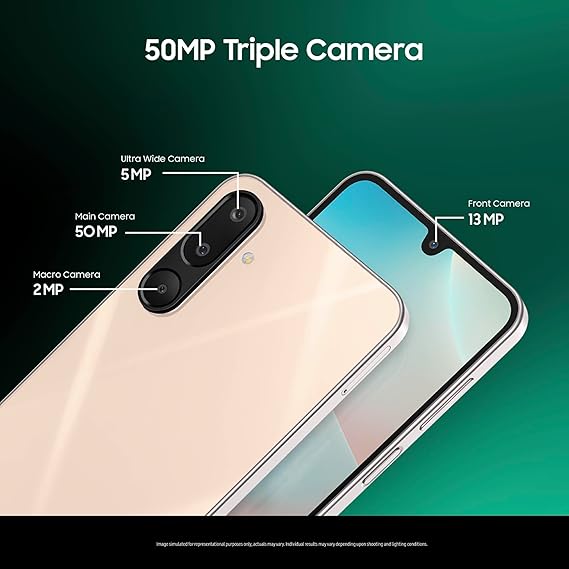 50MP Triple Camera
Ultra Wide Camera
5MP
Main Camera
50MP
Macro Camera
2MP
Front Camera
13MP
Image simulated for representational purposes only, actuals may vary. Individual results may vary depending upon shooting and lighting conditions.